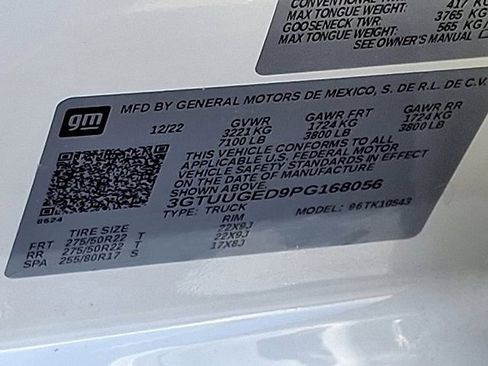 CONVENTIONAL TWR: 417 K
MAX TONGUE WEIGHT: 3765 KG
GOOSENECK TWR: 565 KG
MAX TONGUE WEIGHT:
SEE OWNER'S MANUAL
gm
MFD BY GENERAL MOTORS DE MEXICO, S. DE R.L. DE C.V.
12/22 GVWR GAWR FRT GAWR RR
3221 KG 1724 KG 1724 KG
7100 LB 3800 LB 3800 LB
THIS VEHICLE CONFORMS TO ALL
APPLICABLE U.S. FEDERAL MOTOR
VEHICLE SAFETY STANDARDS IN EFFECT ON
THE DATE OF MANUFACTURE SHOWN ABOVE.
3GTUUGED9PG168056
TYPE: TRUCK MODEL: 96TK10543
8624
TIRE SIZE RIM
FRT 275/50R22 T 22X9J
RR 275/50R22 T 22X9J
SPA 255/80R17 S 17X8J